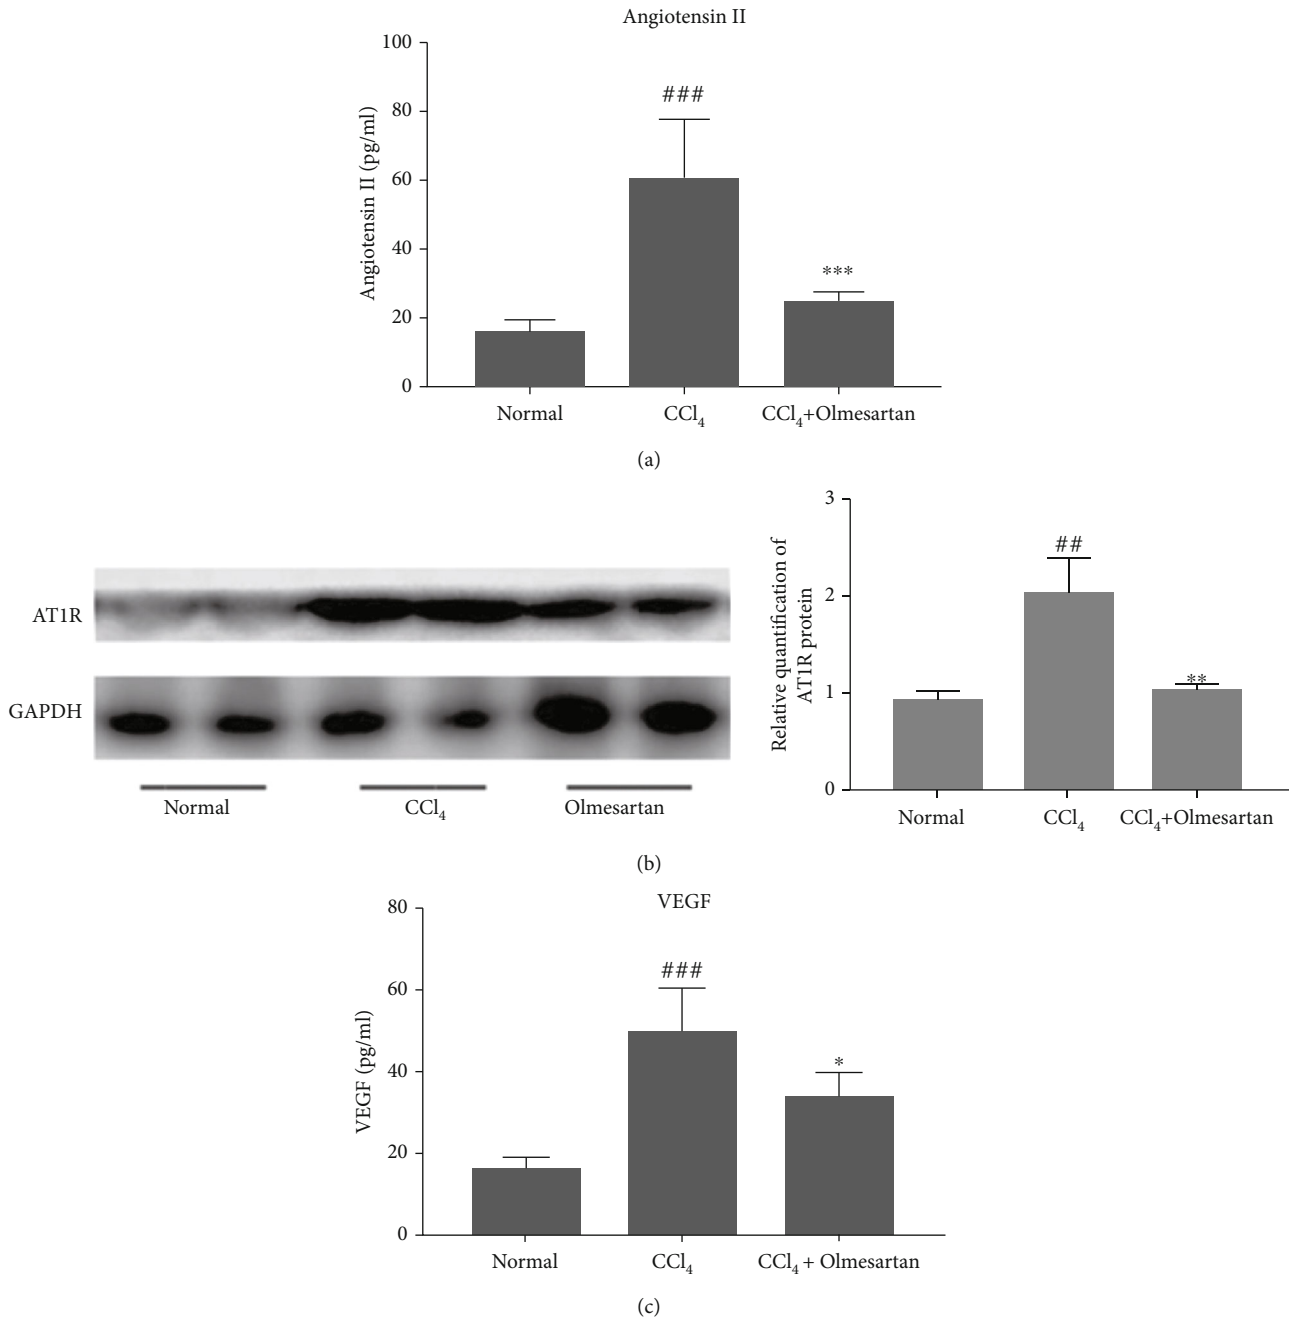 Angiotensin II
Angiotensin II (pg/ml)
100
80
60
40
20
0
###
***
Normal
CCl4
CCl4+Olmesartan
(a)
AT1R
GAPDH
Normal
CCl4
Olmesartan
Relative quantification of
AT1R protein
3
2
1
0
##
**
Normal
CCl4
CCl4+Olmesartan
(b)
VEGF
VEGF (pg/ml)
80
60
40
20
0
###
*
Normal
CCl4
CCl4 + Olmesartan
(c)